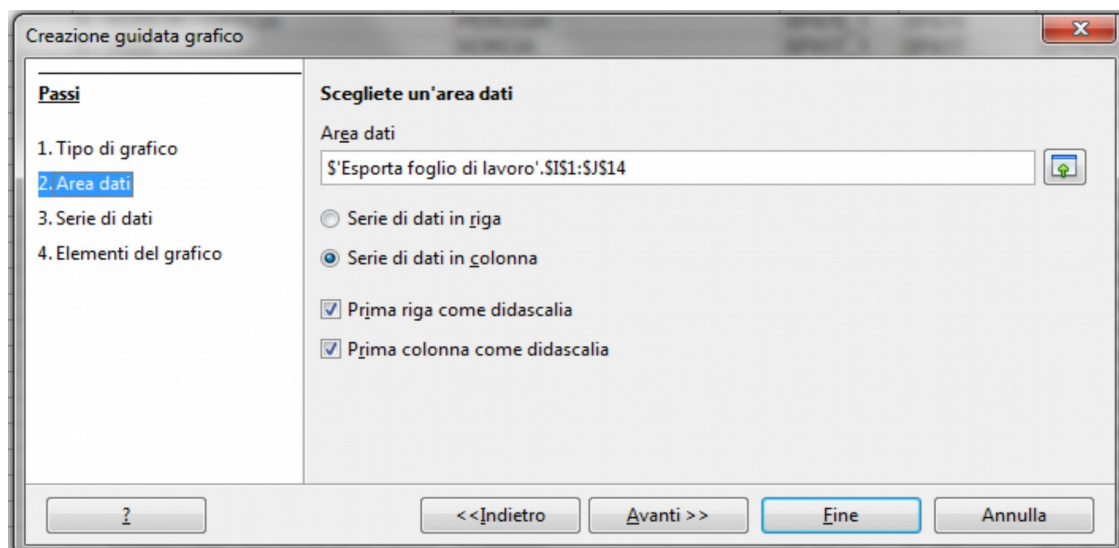 Creazione guidata grafico
Passi
1. Tipo di grafico
2. Area dati
3. Serie di dati
4. Elementi del grafico
Scegliete un'area dati
Area dati
$'Esporta foglio di lavoro'.$I$1:$J$14
Serie di dati in riga
Serie di dati in colonna
Prima riga come didascalia
Prima colonna come didascalia
?
<<Indietro
Avanti >>
Fine
Annulla